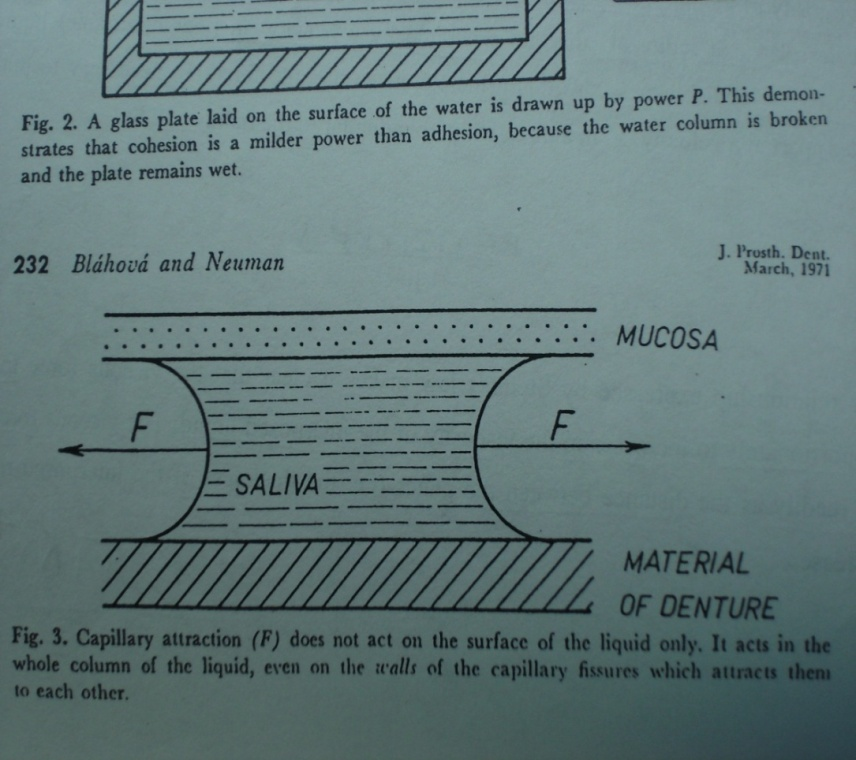 Fig. 2. A glass plate laid on the surface of the water is drawn up by power P. This demon-
strates that cohesion is a milder power than adhesion, because the water column is broken
and the plate remains wet.
232 Bláhová and Neuman
J. Prosth. Dent.
March, 1971
MUCOSA
F
F
SALIVA
MATERIAL
OF DENTURE
Fig. 3. Capillary attraction (F) does not act on the surface of the liquid only. It acts in the
whole column of the liquid, even on the walls of the capillary fissures which attracts them
to each other.